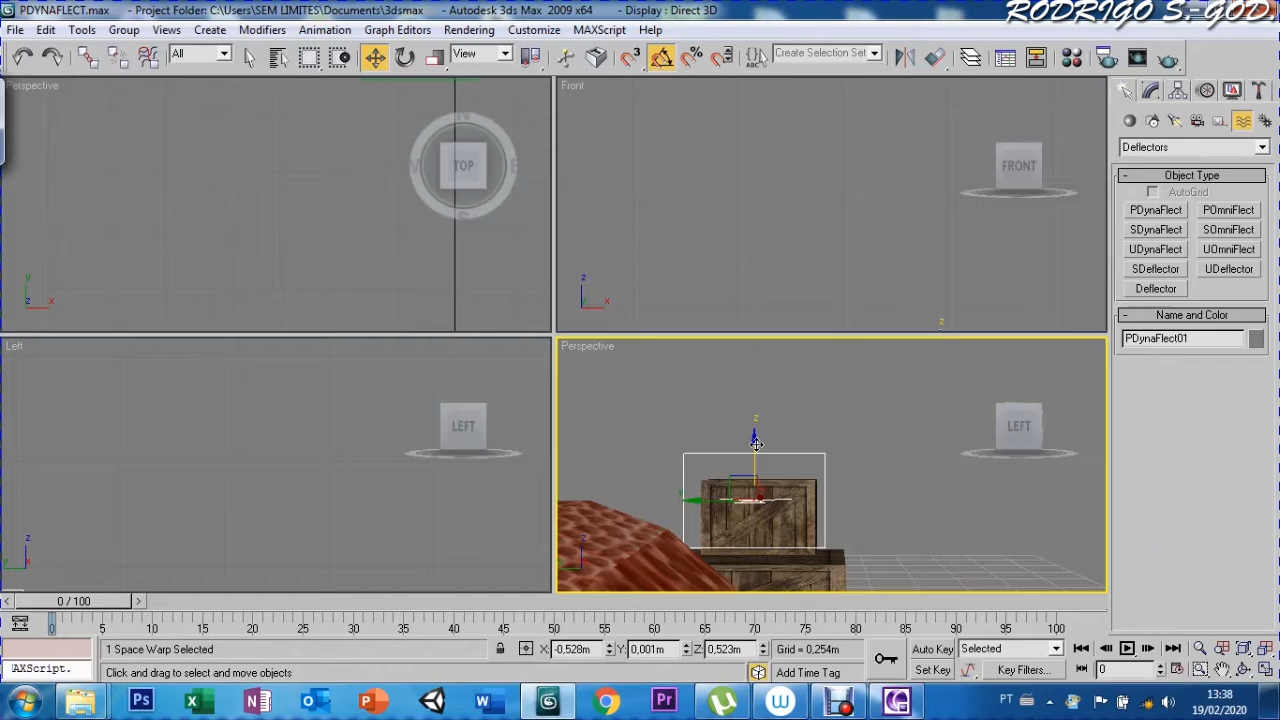 PDYNAFLECT.max - Project Folder: C:\Users\SEM LIMITES\Documents\3dsmax - Autodesk 3ds Max 2009 x64 - Display : Direct 3D
RODRIGO S.-GOD
File Edit Tools Group Views Create Modifiers Animation Graph Editors Rendering Customize MAXScript Help
All View 3 Create Selection Set
Perspective Front
TOP FRONT
Deflectors
- Object Type
AutoGrid
PDynaFlect POmniFlect
SDynaFlect SOmniFlect
UDynaFlect UOmniFlect
SDeflector UDeflector
Deflector
- Name and Color
PDynaFlect01
Left Perspective
LEFT LEFT
0 / 100
0 5 10 15 20 25 30 35 40 45 50 55 60 65 70 75 80 85 90 95 100
1 Space Warp Selected X: -0,528m Y: 0,001m Z: 0,523m Grid = 0,254m Auto Key Selected
AXScript. Click and drag to select and move objects Add Time Tag Set Key Key Filters... 0
PT 13:38
19/02/2020